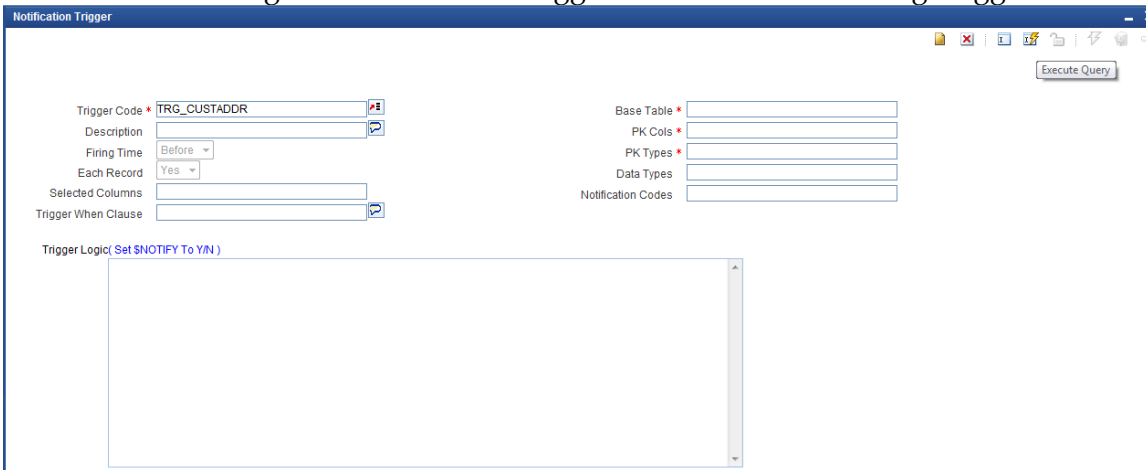 Notification Trigger
Execute Query
Trigger Code * TRG_CUSTADDR
Base Table *
Description
PK Cols *
Firing Time Before
PK Types *
Each Record Yes
Data Types
Selected Columns
Notification Codes
Trigger When Clause
Trigger Logic( Set $NOTIFY To Y/N )